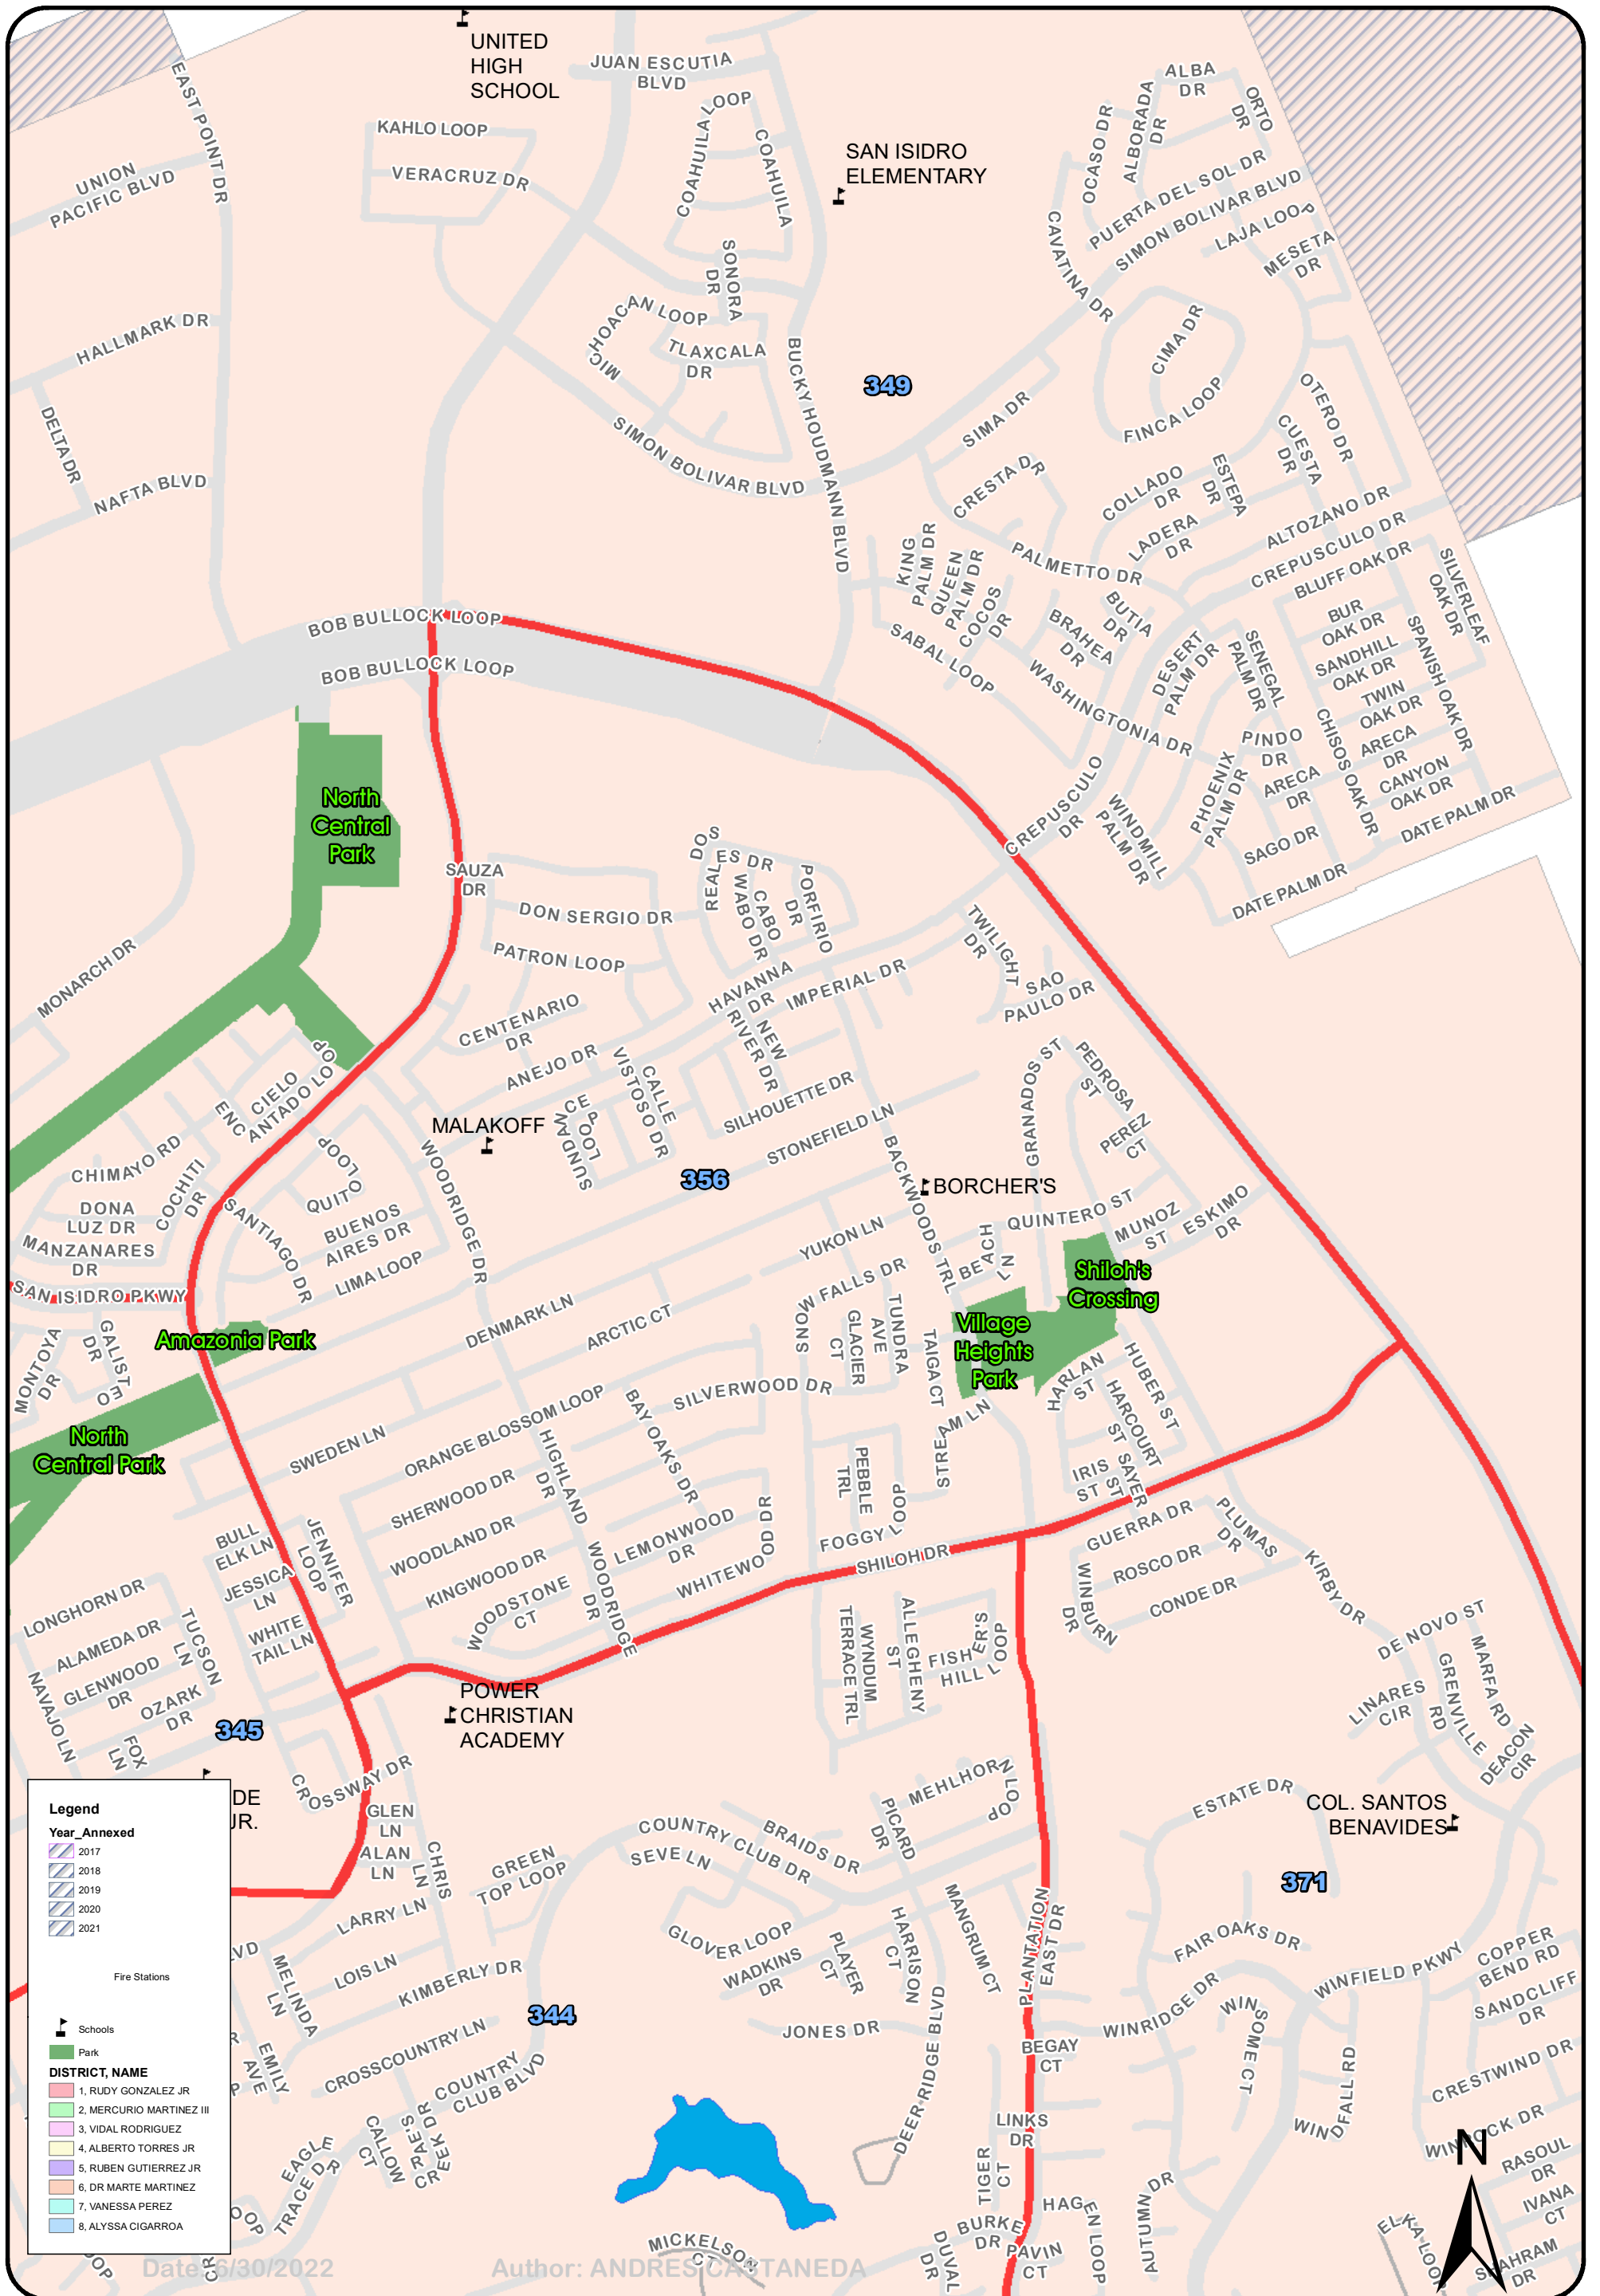 UNITED
HIGH
SCHOOL
JUAN ESCUTIA
BLVD
EAST POINT DR
UNION
PACIFIC BLVD
KAHLO LOOP
VERACRUZ DR
COAHUILA LOOP
COAHUILA
SAN ISIDRO
ELEMENTARY
ALBA
DR
ORTO
DR
OCASO DR
ALBORADA
DR
PUERTA DEL SOL DR
SIMON BOLIVAR BLVD
LAJA LOOP
MESETA
DR
CAVATINA DR
SONORA
DR
MICHOACAN LOOP
TLAXCALA
DR
HALLMARK DR
DELTA DR
NAFTA BLVD
BUCKY HOUDMANN BLVD
SIMON BOLIVAR BLVD
349
CIMA DR
FINCA LOOP
SIMA DR
CRESTA DR
OTERO DR
CUESTA
DR
COLLADO
DR
ESTEPA
DR
LADERA
DR
ALTOZANO DR
CREPUSCULO DR
BLUFF OAK DR
SILVERLEAF
OAK DR
KING
PALM DR
QUEEN
PALM DR
COCOS
DR
PALMETTO DR
BUTIA
DR
BRAHEA
DR
BUR
OAK DR
SANDHILL
OAK DR
SPANISH OAK DR
TWIN
OAK DR
SABAL LOOP
WASHINGTONIA DR
DESERT
PALM DR
SENEGAL
PALM DR
PINDO
DR
CHISOS OAK DR
ARECA
DR
CANYON
OAK DR
ARECA
DR
PHOENIX
PALM DR
SAGO DR
DATE PALM DR
DATE PALM DR
CREPUSCULO
DR
WINDMILL
PALM DR
BOB BULLOCK LOOP
BOB BULLOCK LOOP
North
Central
Park
MONARCH DR
SAUZA
DR
DON SERGIO DR
PATRON LOOP
DOS
REALES DR
WABO DR
CABO
PORFIRIO
DR
HAVANNA
DR
IMPERIAL DR
TWILIGHT
DR
SAO
PAULO DR
CENTENARIO
DR
ANEJO DR
NEW
RIVER DR
CALLE
VISTOSO DR
SILHOUETTE DR
STONEFIELD LN
SUNDANCE
LOOP
MALAKOFF
CIELO
ENCANTADO LOOP
CHIMAYO RD
COCHITI
DR
DONA
LUZ DR
MANZANARES
DR
SAN ISIDRO PKWY
QUITO LOOP
BUENOS
AIRES DR
SANTIAGO DR
LIMA LOOP
WOODRIDGE DR
356
BORCHER'S
BACKWOODS TRL
GRANADOS ST
PEDROSA
ST
PEREZ
CT
QUINTERO ST
MUNOZ
ST
ESKIMO
DR
BEACH
LN
YUKON LN
Shiloh's
Crossing
Village
Heights
Park
Amazonia Park
North
Central Park
MONTOYA
DR
GALISTEO
DR
DENMARK LN
ARCTIC CT
LYONS
W FALLS DR
GLACIER
CT
TUNDRA
AVE
TAIGA CT
SILVERWOOD DR
STREAM LN
HARLAN
ST
HUBER ST
HARCOURT
ST
IRIS
ST
SAYER
ST
SWEDEN LN
ORANGE BLOSSOM LOOP
BAY OAKS DR
HIGHLAND
DR
SHERWOOD DR
WOODLAND DR
KINGWOOD DR
WOODSTONE
CT
LEMONWOOD
DR
WHITEWOOD DR
WOODRIDGE
DR
PEBBLE
TRL
FOGGY LOOP
SHILOH DR
GUERRA DR
PLUMAS
DR
ROSCO DR
CONDE DR
WINBURN
DR
KIRBY DR
BULL
ELK LN
JENNIFER
LOOP
JESSICA
LN
WHITE
TAIL LN
LONGHORN DR
ALAMEDA DR
TUCSON
LN
GLENWOOD
DR
OZARK
DR
NAVAJO LN
FOX
LN
345
POWER
CHRISTIAN
ACADEMY
WYNDUM
TERRACE TRL
ALLEGHENY
ST
FISHER'S
HILL LOOP
DE NOVO ST
MARFA RD
GRENVILLE
RD
LINARES
CIR
DEACON
CIR
CROSSWAY DR
GLEN
LN
ALAN
LN
CHRIS
LN
DE
JR.
GREEN
TOP LOOP
COUNTRY CLUB DR
SEVE LN
BRAIDS DR
PICARD
DR
MEHLHORN
LOOP
ESTATE DR
COL. SANTOS
BENAVIDES
371
LARRY LN
LOIS LN
KIMBERLY DR
MELINDA
LN
LVD
GLOVER LOOP
WADKINS
DR
PLAYER
CT
HARRISON
CT
MANGRUM CT
PLANTATION
EAST DR
FAIR OAKS DR
WINFIELD PKWY
COPPER
BEND RD
SANDCLIFF
DR
344
JONES DR
DEER RIDGE BLVD
BEGAY
CT
WINRIDGE DR
WINSOME CT
WINDFALL RD
CRESTWIND DR
WINROCK DR
CROSSCOUNTRY LN
COUNTRY
CLUB BLVD
EMILY
AVE
CALLOW
CT
RAE'S
CREEK DR
EAGLE
TRACE DR
LINKS
DR
TIGER
CT
HAGEN LOOP
BURKE
DR
PAVIN
CT
DUVAL
DR
AUTUMN DR
MICKELSON
CT
RASOUL
DR
IVANA
CT
SHAHRAM
DR
EL-KA LOOP
N
Legend
Year_Annexed
2017
2018
2019
2020
2021
Fire Stations
Schools
Park
DISTRICT, NAME
1, RUDY GONZALEZ JR
2, MERCURIO MARTINEZ III
3, VIDAL RODRIGUEZ
4, ALBERTO TORRES JR
5, RUBEN GUTIERREZ JR
6, DR MARTE MARTINEZ
7, VANESSA PEREZ
8, ALYSSA CIGARROA
OOP
OOP
CR
Date: 6/30/2022
Author: ANDRES CASTANEDA